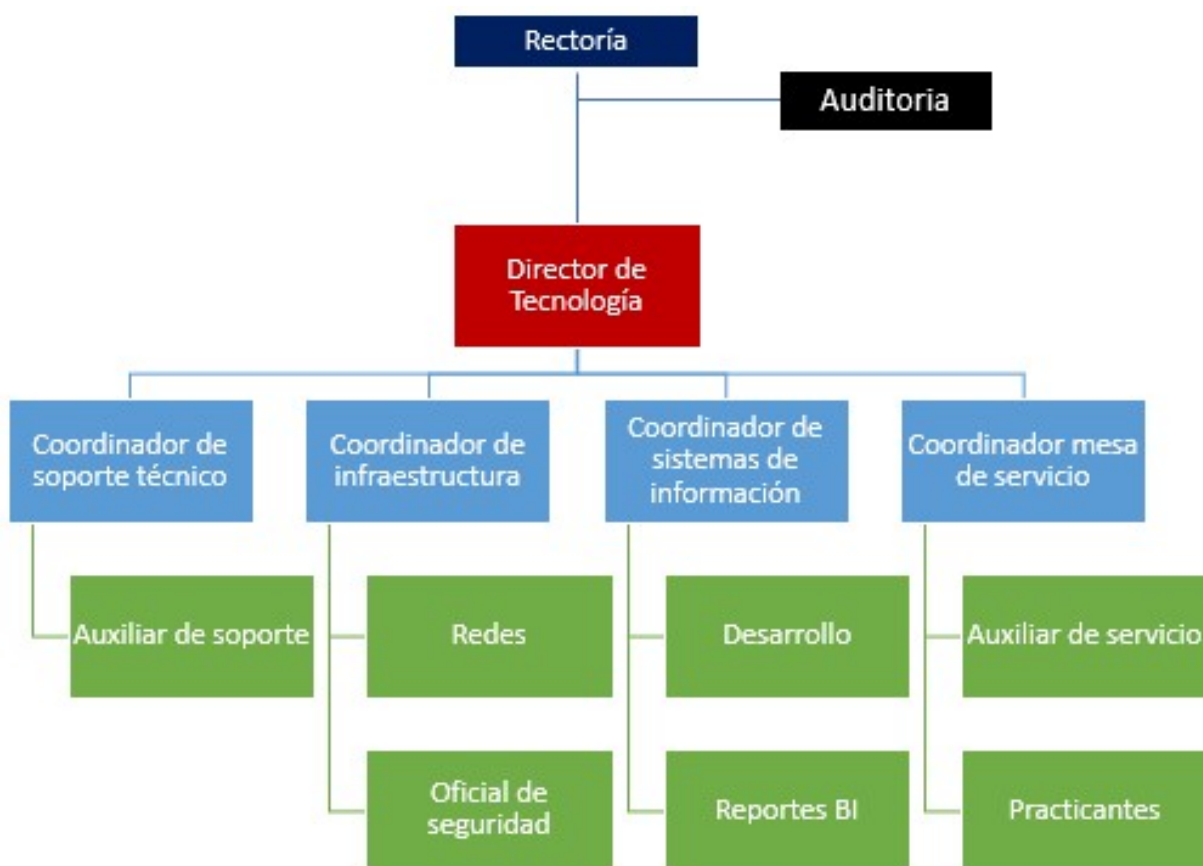 Rectoría
Auditoria
Director de
Tecnología
Coordinador de
soporte técnico
Coordinador de
infraestructura
Coordinador de
sistemas de
información
Coordinador mesa
de servicio
Auxiliar de soporte
Redes
Desarrollo
Auxiliar de servicio
Oficial de
seguridad
Reportes BI
Practicantes